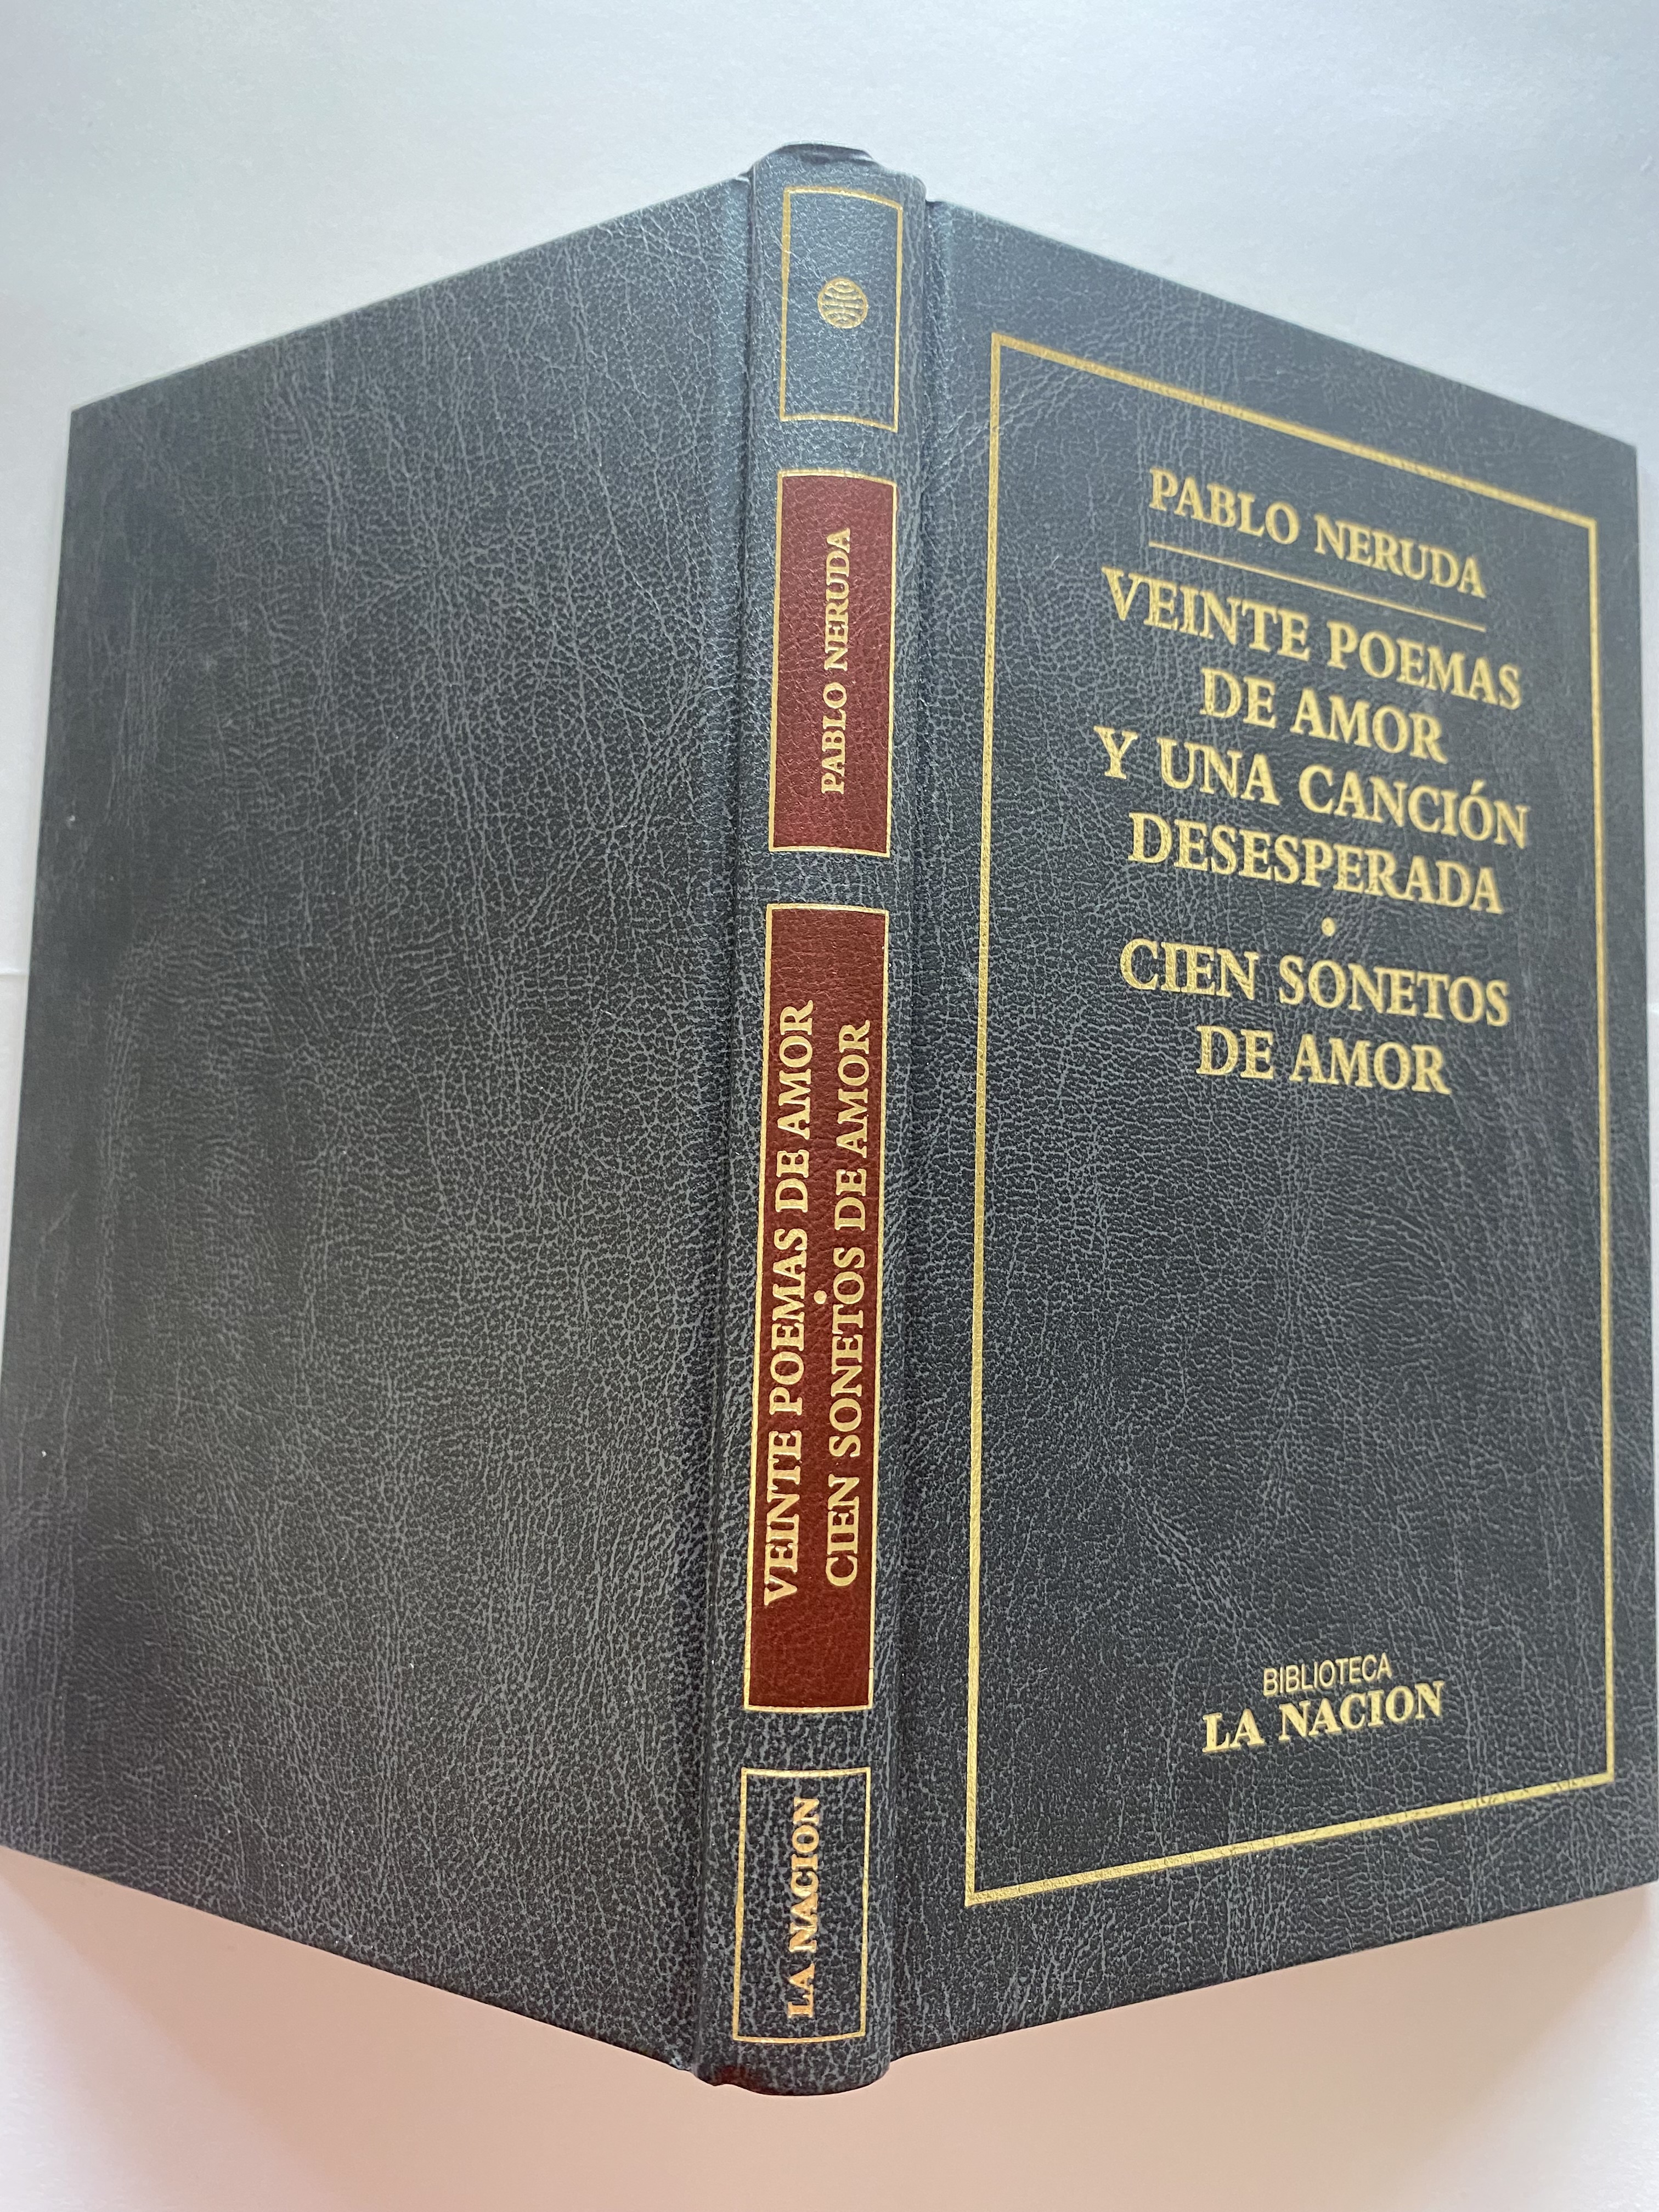 PABLO NERUDA
VEINTE POEMAS DE AMOR
CIEN SONETOS DE AMOR
LA NACION
PABLO NERUDA
VEINTE POEMAS
DE AMOR
Y UNA CANCIÓN
DESESPERADA
•
CIEN SONETOS
DE AMOR
BIBLIOTECA
LA NACION